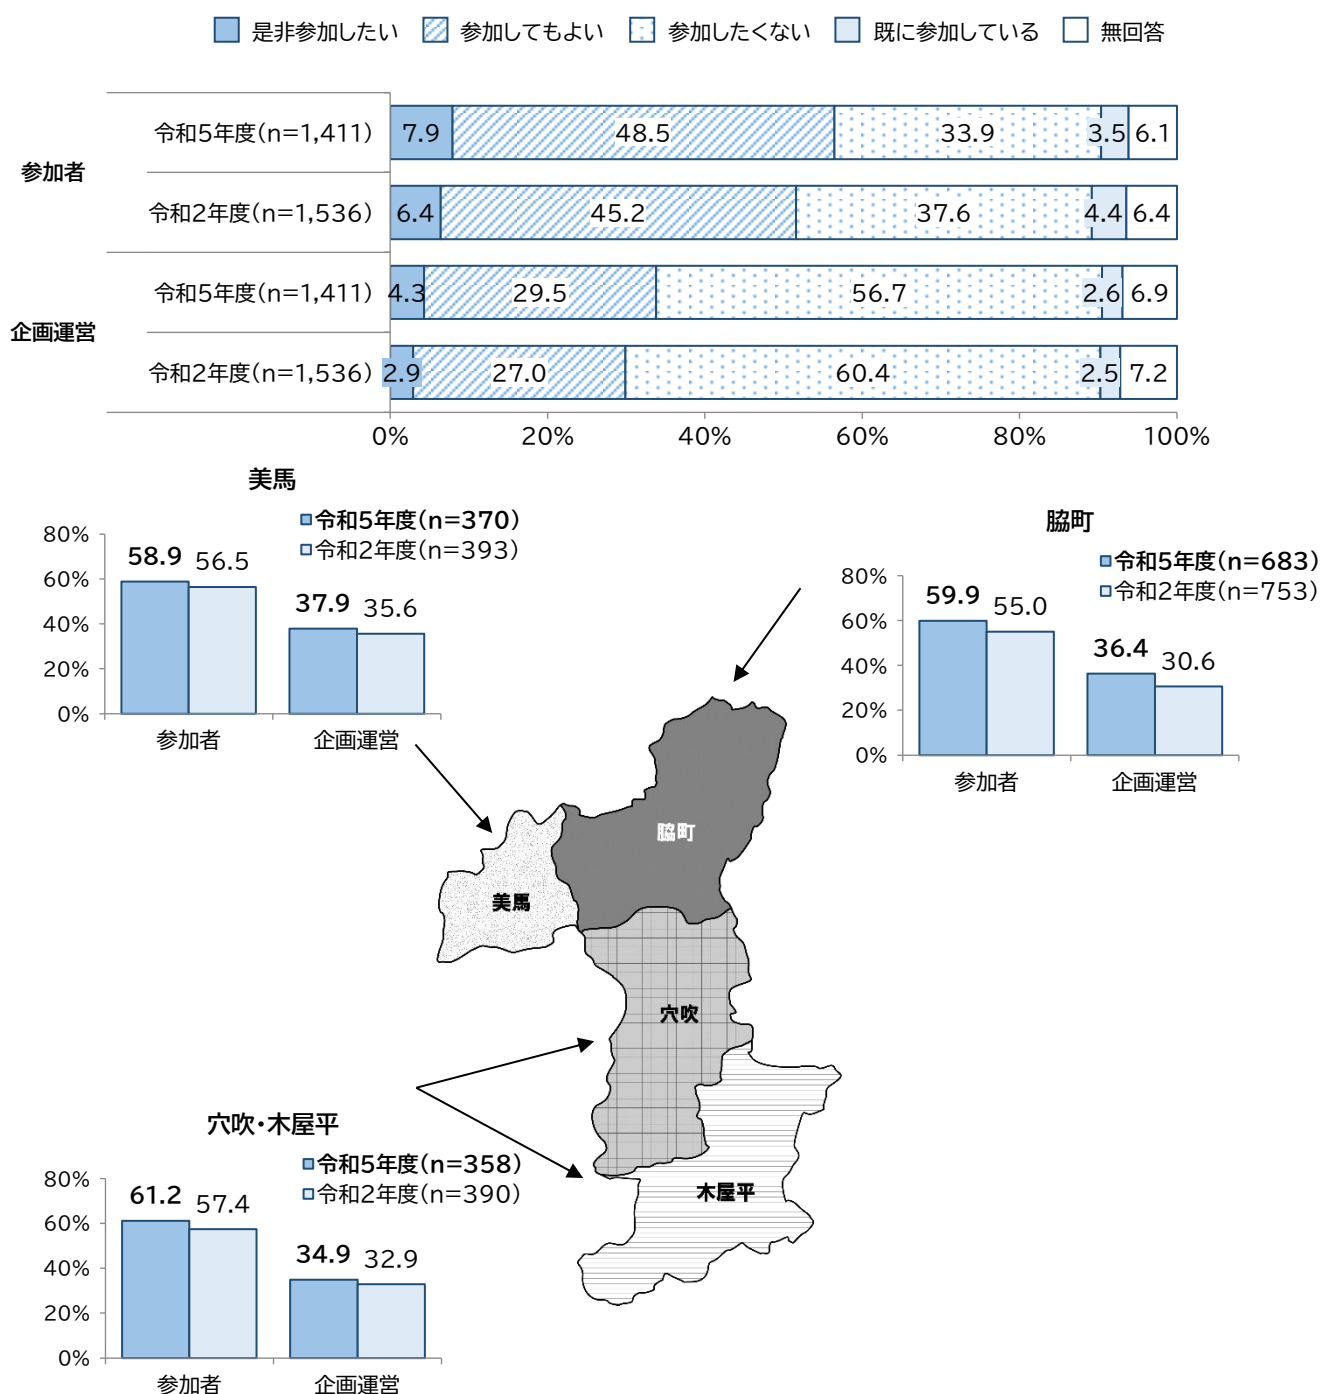 是非参加したい 参加してもよい 参加したくない 既に参加している 無回答
参加者
令和5年度(n=1,411) 7.9 48.5 33.9 3.5 6.1
令和2年度(n=1,536) 6.4 45.2 37.6 4.4 6.4
企画運営
令和5年度(n=1,411) 4.3 29.5 56.7 2.6 6.9
令和2年度(n=1,536) 2.9 27.0 60.4 2.5 7.2
0% 20% 40% 60% 80% 100%
美馬
令和5年度(n=370)
令和2年度(n=393)
80%
60%
40%
20%
0%
58.9 56.5 37.9 35.6
参加者 企画運営
脇町
令和5年度(n=683)
令和2年度(n=753)
80%
60%
40%
20%
0%
59.9 55.0 36.4 30.6
参加者 企画運営
脇町
美馬
穴吹
木屋平
穴吹・木屋平
令和5年度(n=358)
令和2年度(n=390)
80%
60%
40%
20%
0%
61.2 57.4 34.9 32.9
参加者 企画運営